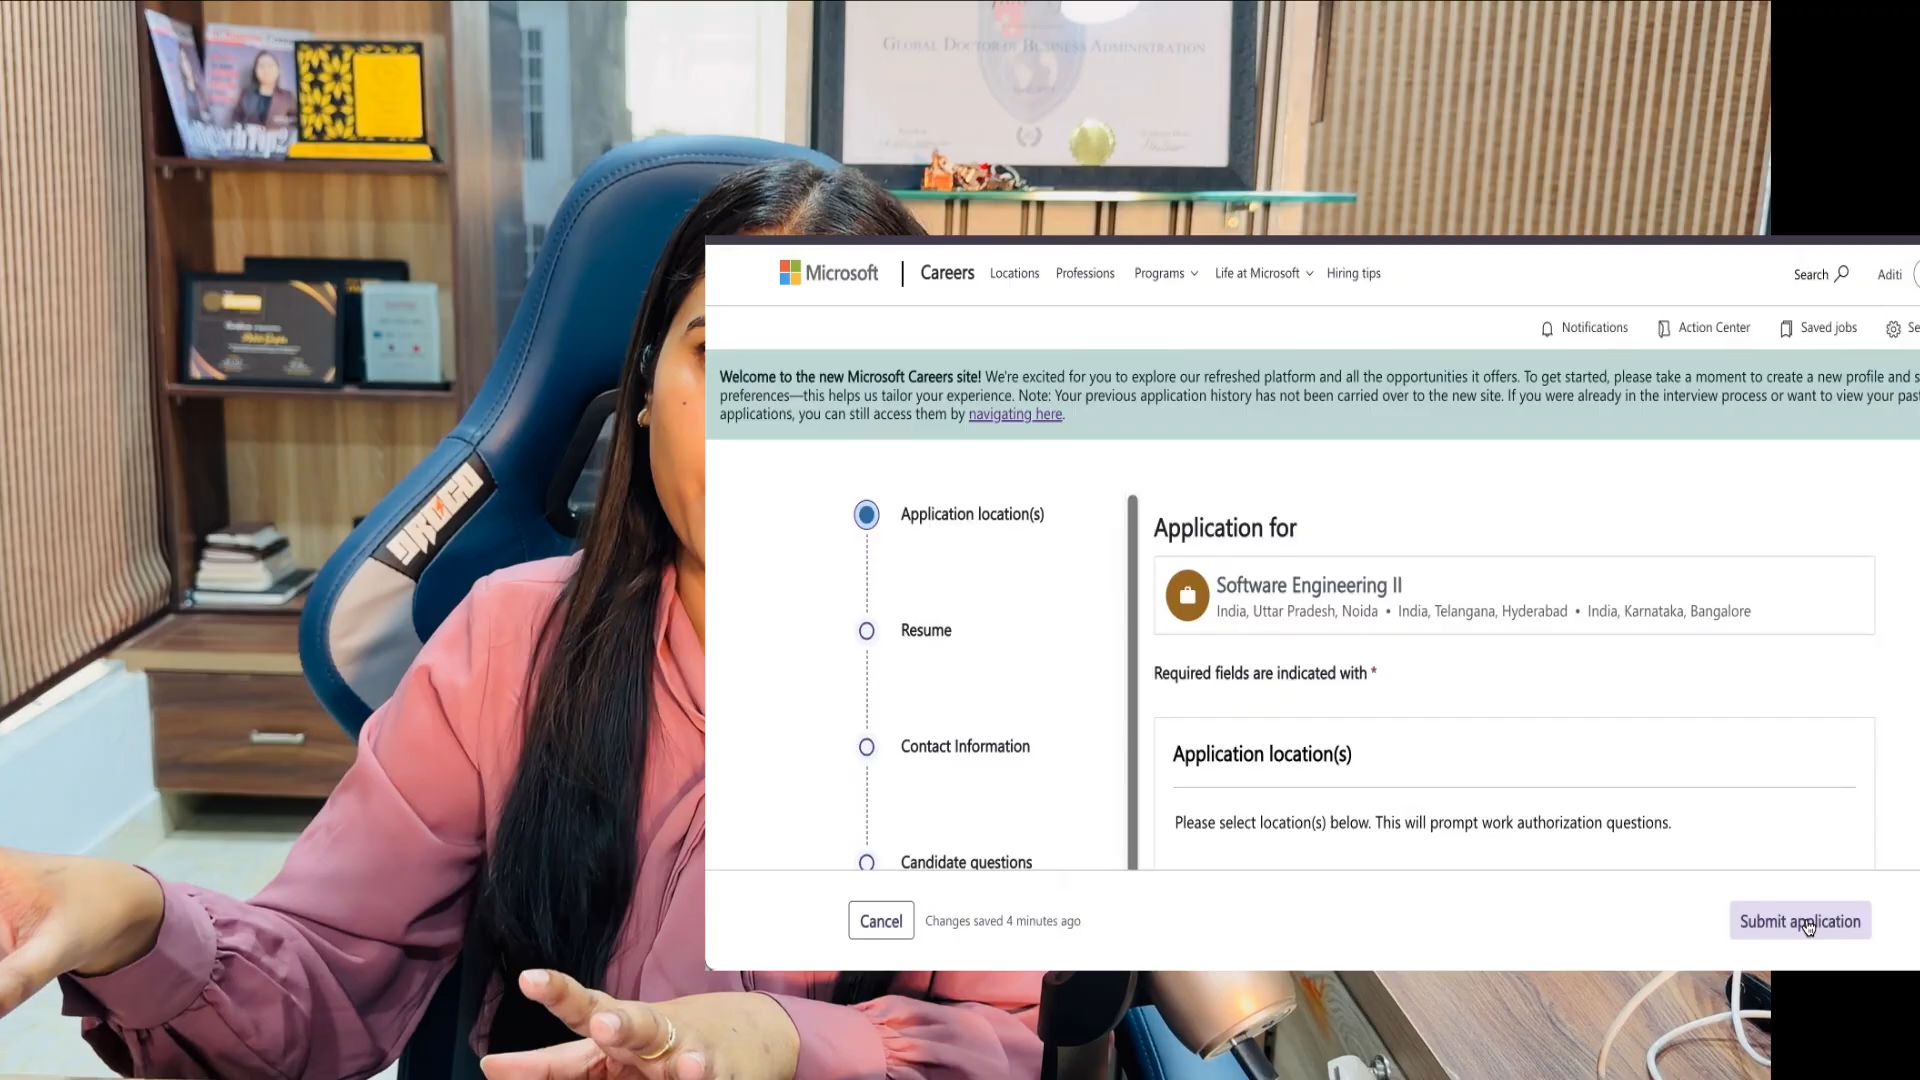 GLOBAL DOCTOR OF BUSINESS ADMINISTRATION
DROGO
Microsoft
Careers
Locations
Professions
Programs
Life at Microsoft
Hiring tips
Search
Aditi
Notifications
Action Center
Saved jobs
Se
Welcome to the new Microsoft Careers site! We're excited for you to explore our refreshed platform and all the opportunities it offers. To get started, please take a moment to create a new profile and s
preferences—this helps us tailor your experience. Note: Your previous application history has not been carried over to the new site. If you were already in the interview process or want to view your past
applications, you can still access them by navigating here.
Application location(s)
Resume
Contact Information
Candidate questions
Application for
Software Engineering II
India, Uttar Pradesh, Noida • India, Telangana, Hyderabad • India, Karnataka, Bangalore
Required fields are indicated with *
Application location(s)
Please select location(s) below. This will prompt work authorization questions.
Cancel
Changes saved 4 minutes ago
Submit application